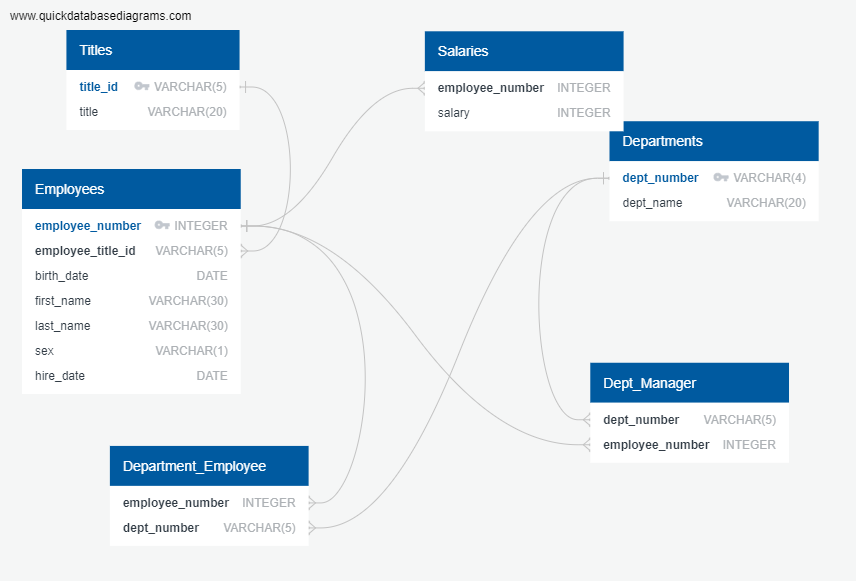 www.quickdatabasediagrams.com
Titles
title_id VARCHAR(5)
title VARCHAR(20)
Salaries
employee_number INTEGER
salary INTEGER
Departments
dept_number VARCHAR(4)
dept_name VARCHAR(20)
Employees
employee_number INTEGER
employee_title_id VARCHAR(5)
birth_date DATE
first_name VARCHAR(30)
last_name VARCHAR(30)
sex VARCHAR(1)
hire_date DATE
Dept_Manager
dept_number VARCHAR(5)
employee_number INTEGER
Department_Employee
employee_number INTEGER
dept_number VARCHAR(5)